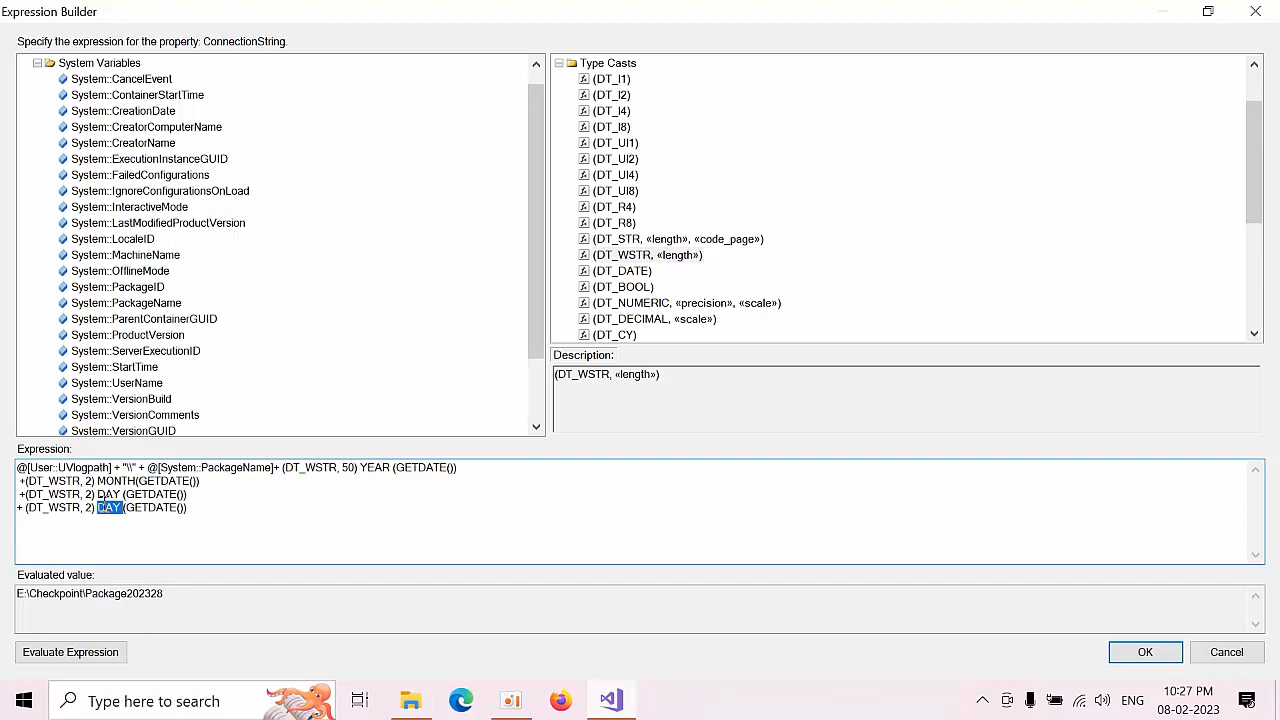 Expression Builder
Specify the expression for the property: ConnectionString.
System Variables
System::CancelEvent
System::ContainerStartTime
System::CreationDate
System::CreatorComputerName
System::CreatorName
System::ExecutionInstanceGUID
System::FailedConfigurations
System::IgnoreConfigurationsOnLoad
System::InteractiveMode
System::LastModifiedProductVersion
System::LocaleID
System::MachineName
System::OfflineMode
System::PackageID
System::PackageName
System::ParentContainerGUID
System::ProductVersion
System::ServerExecutionID
System::StartTime
System::UserName
System::VersionBuild
System::VersionComments
System::VersionGUID
Type Casts
(DT_I1)
(DT_I2)
(DT_I4)
(DT_I8)
(DT_UI1)
(DT_UI2)
(DT_UI4)
(DT_UI8)
(DT_R4)
(DT_R8)
(DT_STR, «length», «code_page»)
(DT_WSTR, «length»)
(DT_DATE)
(DT_BOOL)
(DT_NUMERIC, «precision», «scale»)
(DT_DECIMAL, «scale»)
(DT_CY)
Description:
(DT_WSTR, «length»)
Expression:
@[User::UVlogpath] + "\\" + @[System::PackageName]+ (DT_WSTR, 50) YEAR (GETDATE())
+(DT_WSTR, 2) MONTH(GETDATE())
+(DT_WSTR, 2) DAY (GETDATE())
+ (DT_WSTR, 2) DAY (GETDATE())
Evaluated value:
E:\Checkpoint\Package202328
Evaluate Expression
OK
Cancel
Type here to search
ENG
10:27 PM
08-02-2023